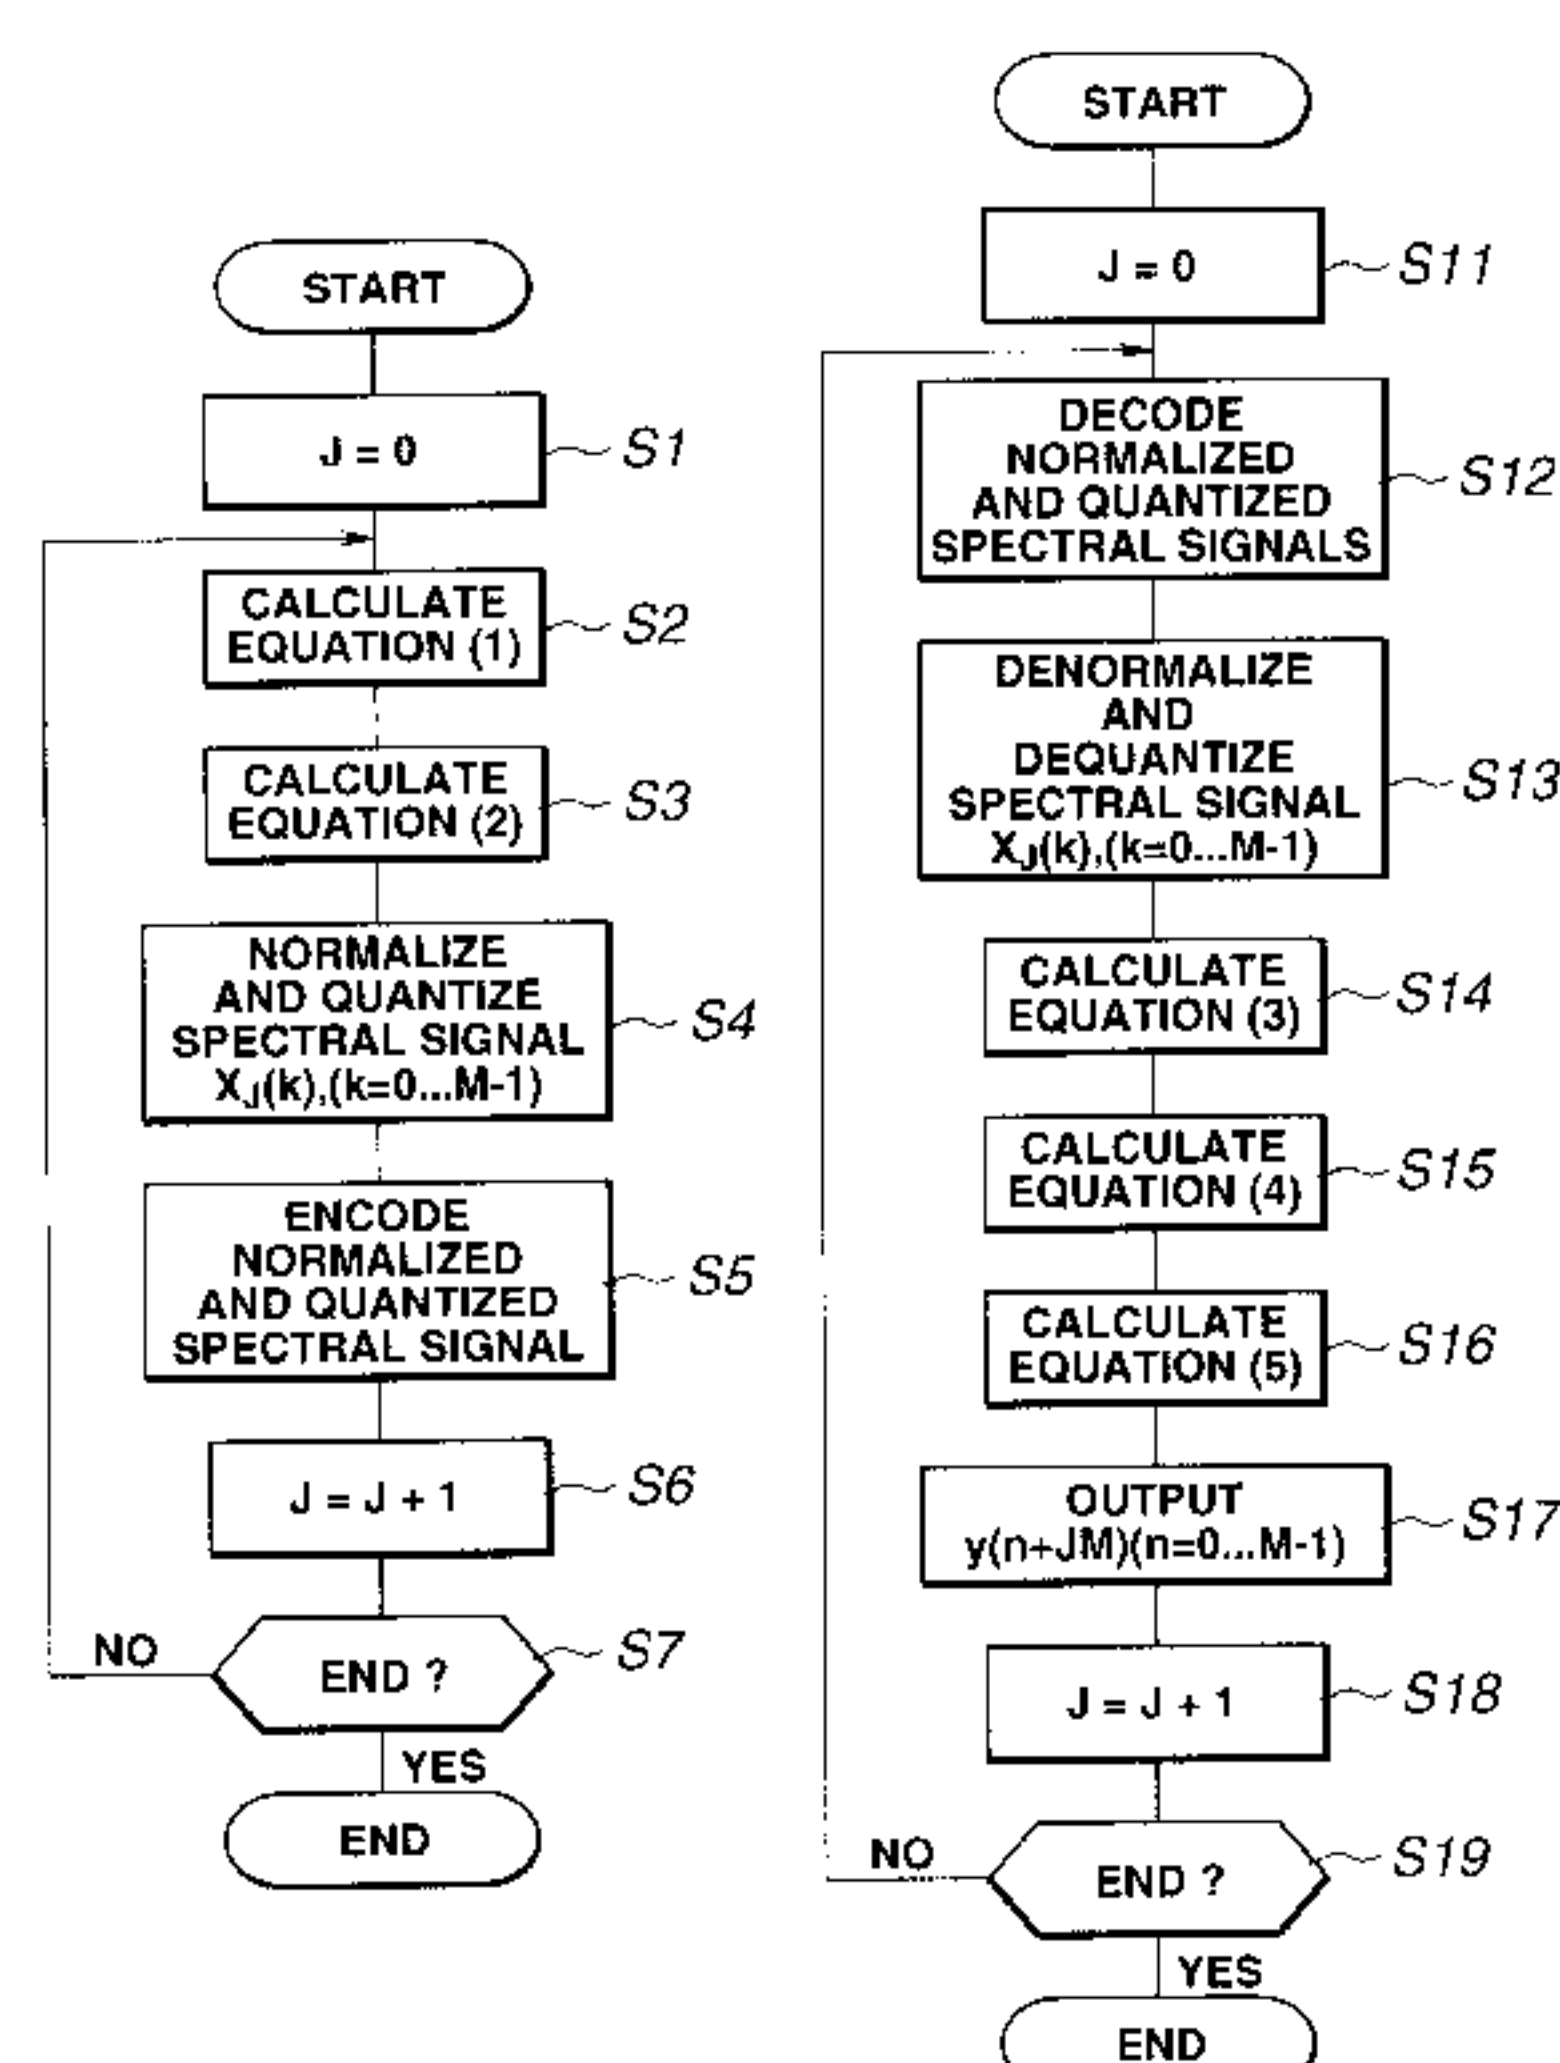 START
J = 0
S1
CALCULATE
EQUATION (1)
S2
CALCULATE
EQUATION (2)
S3
NORMALIZE
AND QUANTIZE
SPECTRAL SIGNAL
XJ(k),(k=0...M-1)
S4
ENCODE
NORMALIZED
AND QUANTIZED
SPECTRAL SIGNAL
S5
J = J + 1
S6
END ?
S7
NO
YES
END
START
J = 0
S11
DECODE
NORMALIZED
AND QUANTIZED
SPECTRAL SIGNALS
S12
DENORMALIZE
AND
DEQUANTIZE
SPECTRAL SIGNAL
XJ(k),(k=0...M-1)
S13
CALCULATE
EQUATION (3)
S14
CALCULATE
EQUATION (4)
S15
CALCULATE
EQUATION (5)
S16
OUTPUT
y(n+JM)(n=0...M-1)
S17
J = J + 1
S18
END ?
S19
NO
YES
END